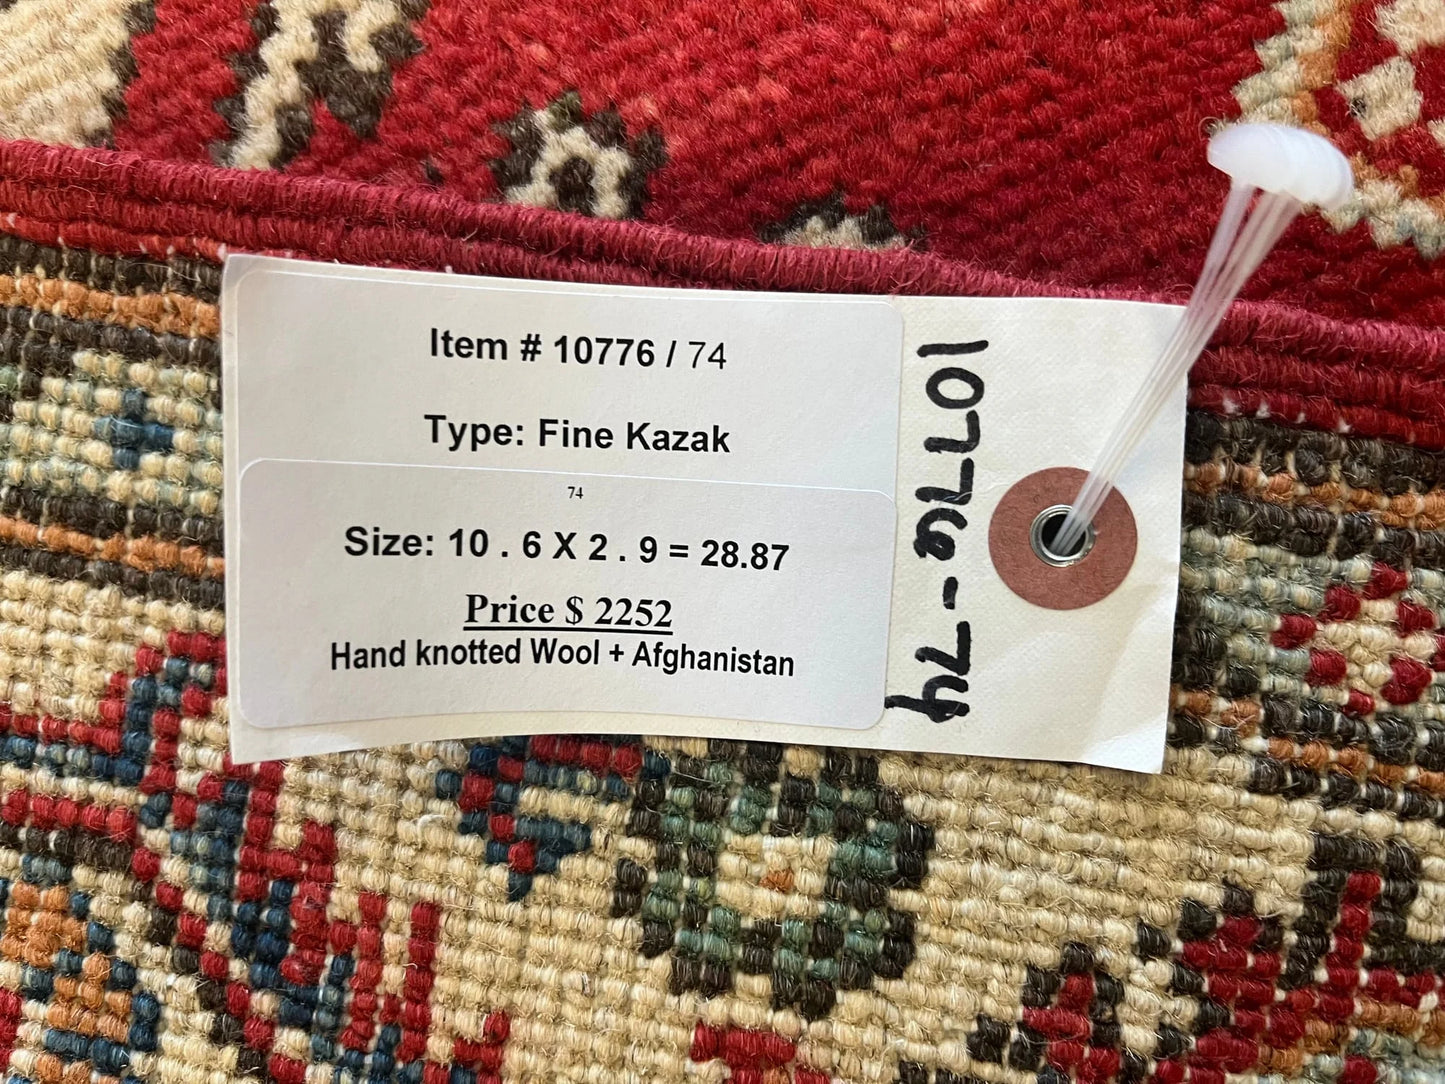 Item # 10776 / 74
Type: Fine Kazak
74
Size: 10 . 6 X 2 . 9 = 28.87
Price $ 2252
Hand knotted Wool + Afghanistan
10776-74